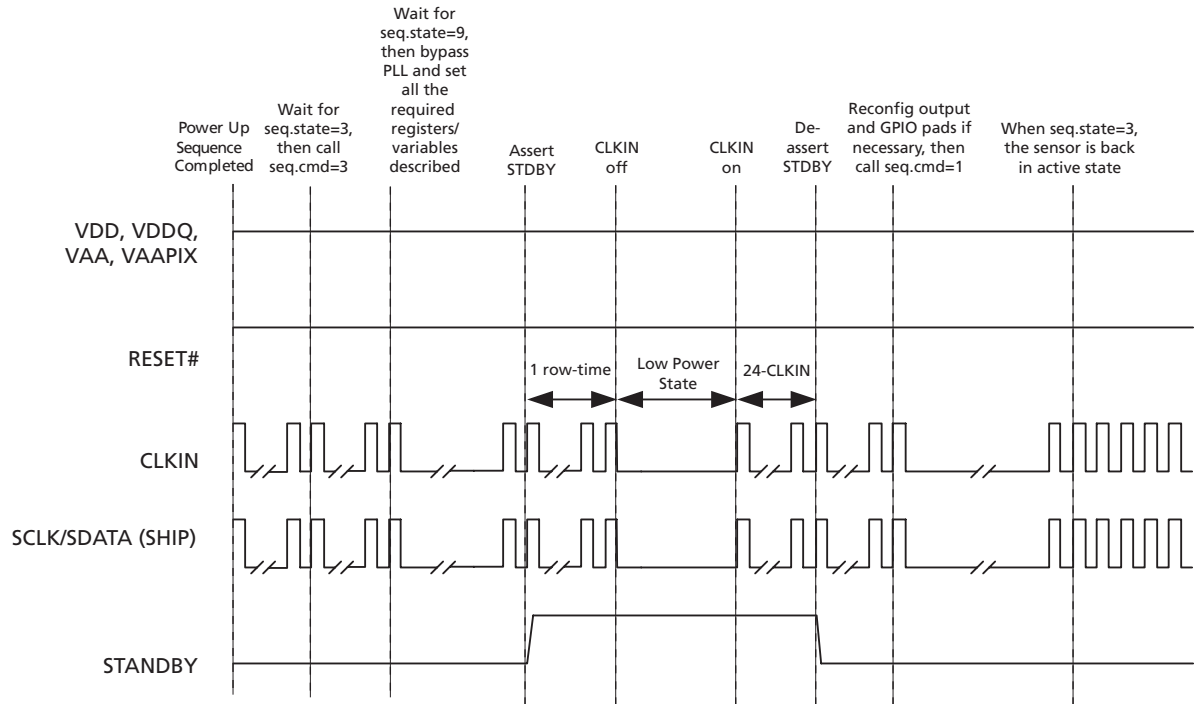 Power Up
Sequence
Completed
Wait for
seq.state=3,
then call
seq.cmd=3
Wait for
seq.state=9,
then bypass
PLL and set
all the
required
registers/
variables
described
Assert
STDBY
CLKIN
off
CLKIN
on
De-
assert
STDBY
Reconfig output
and GPIO pads if
necessary, then
call seq.cmd=1
When seq.state=3,
the sensor is back
in active state
VDD, VDDQ,
VAA, VAAPIX
RESET#
1 row-time
Low Power
State
24-CLKIN
CLKIN
SCLK/SDATA (SHIP)
STANDBY